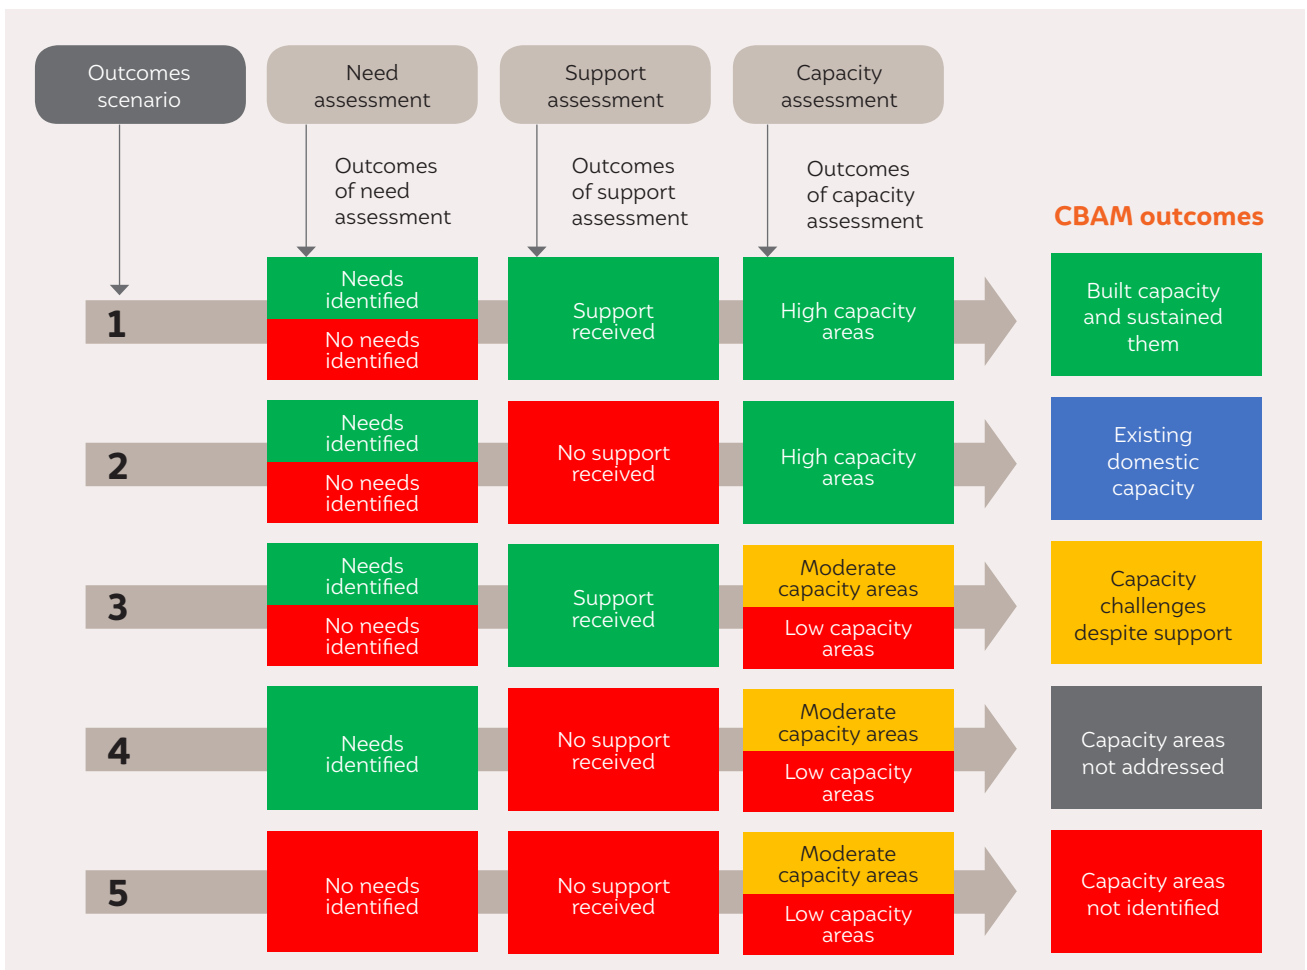 Outcomes
scenario
Need
assessment
Support
assessment
Capacity
assessment
Outcomes
of need
assessment
Outcomes
of support
assessment
Outcomes
of capacity
assessment
CBAM outcomes
1
Needs
identified
No needs
identified
Support
received
High capacity
areas
Built capacity
and sustained
them
2
Needs
identified
No needs
identified
No support
received
High capacity
areas
Existing
domestic
capacity
3
Needs
identified
No needs
identified
Support
received
Moderate
capacity areas
Low capacity
areas
Capacity
challenges
despite support
4
Needs
identified
No support
received
Moderate
capacity areas
Low capacity
areas
Capacity areas
not addressed
5
No needs
identified
No support
received
Moderate
capacity areas
Low capacity
areas
Capacity areas
not identified